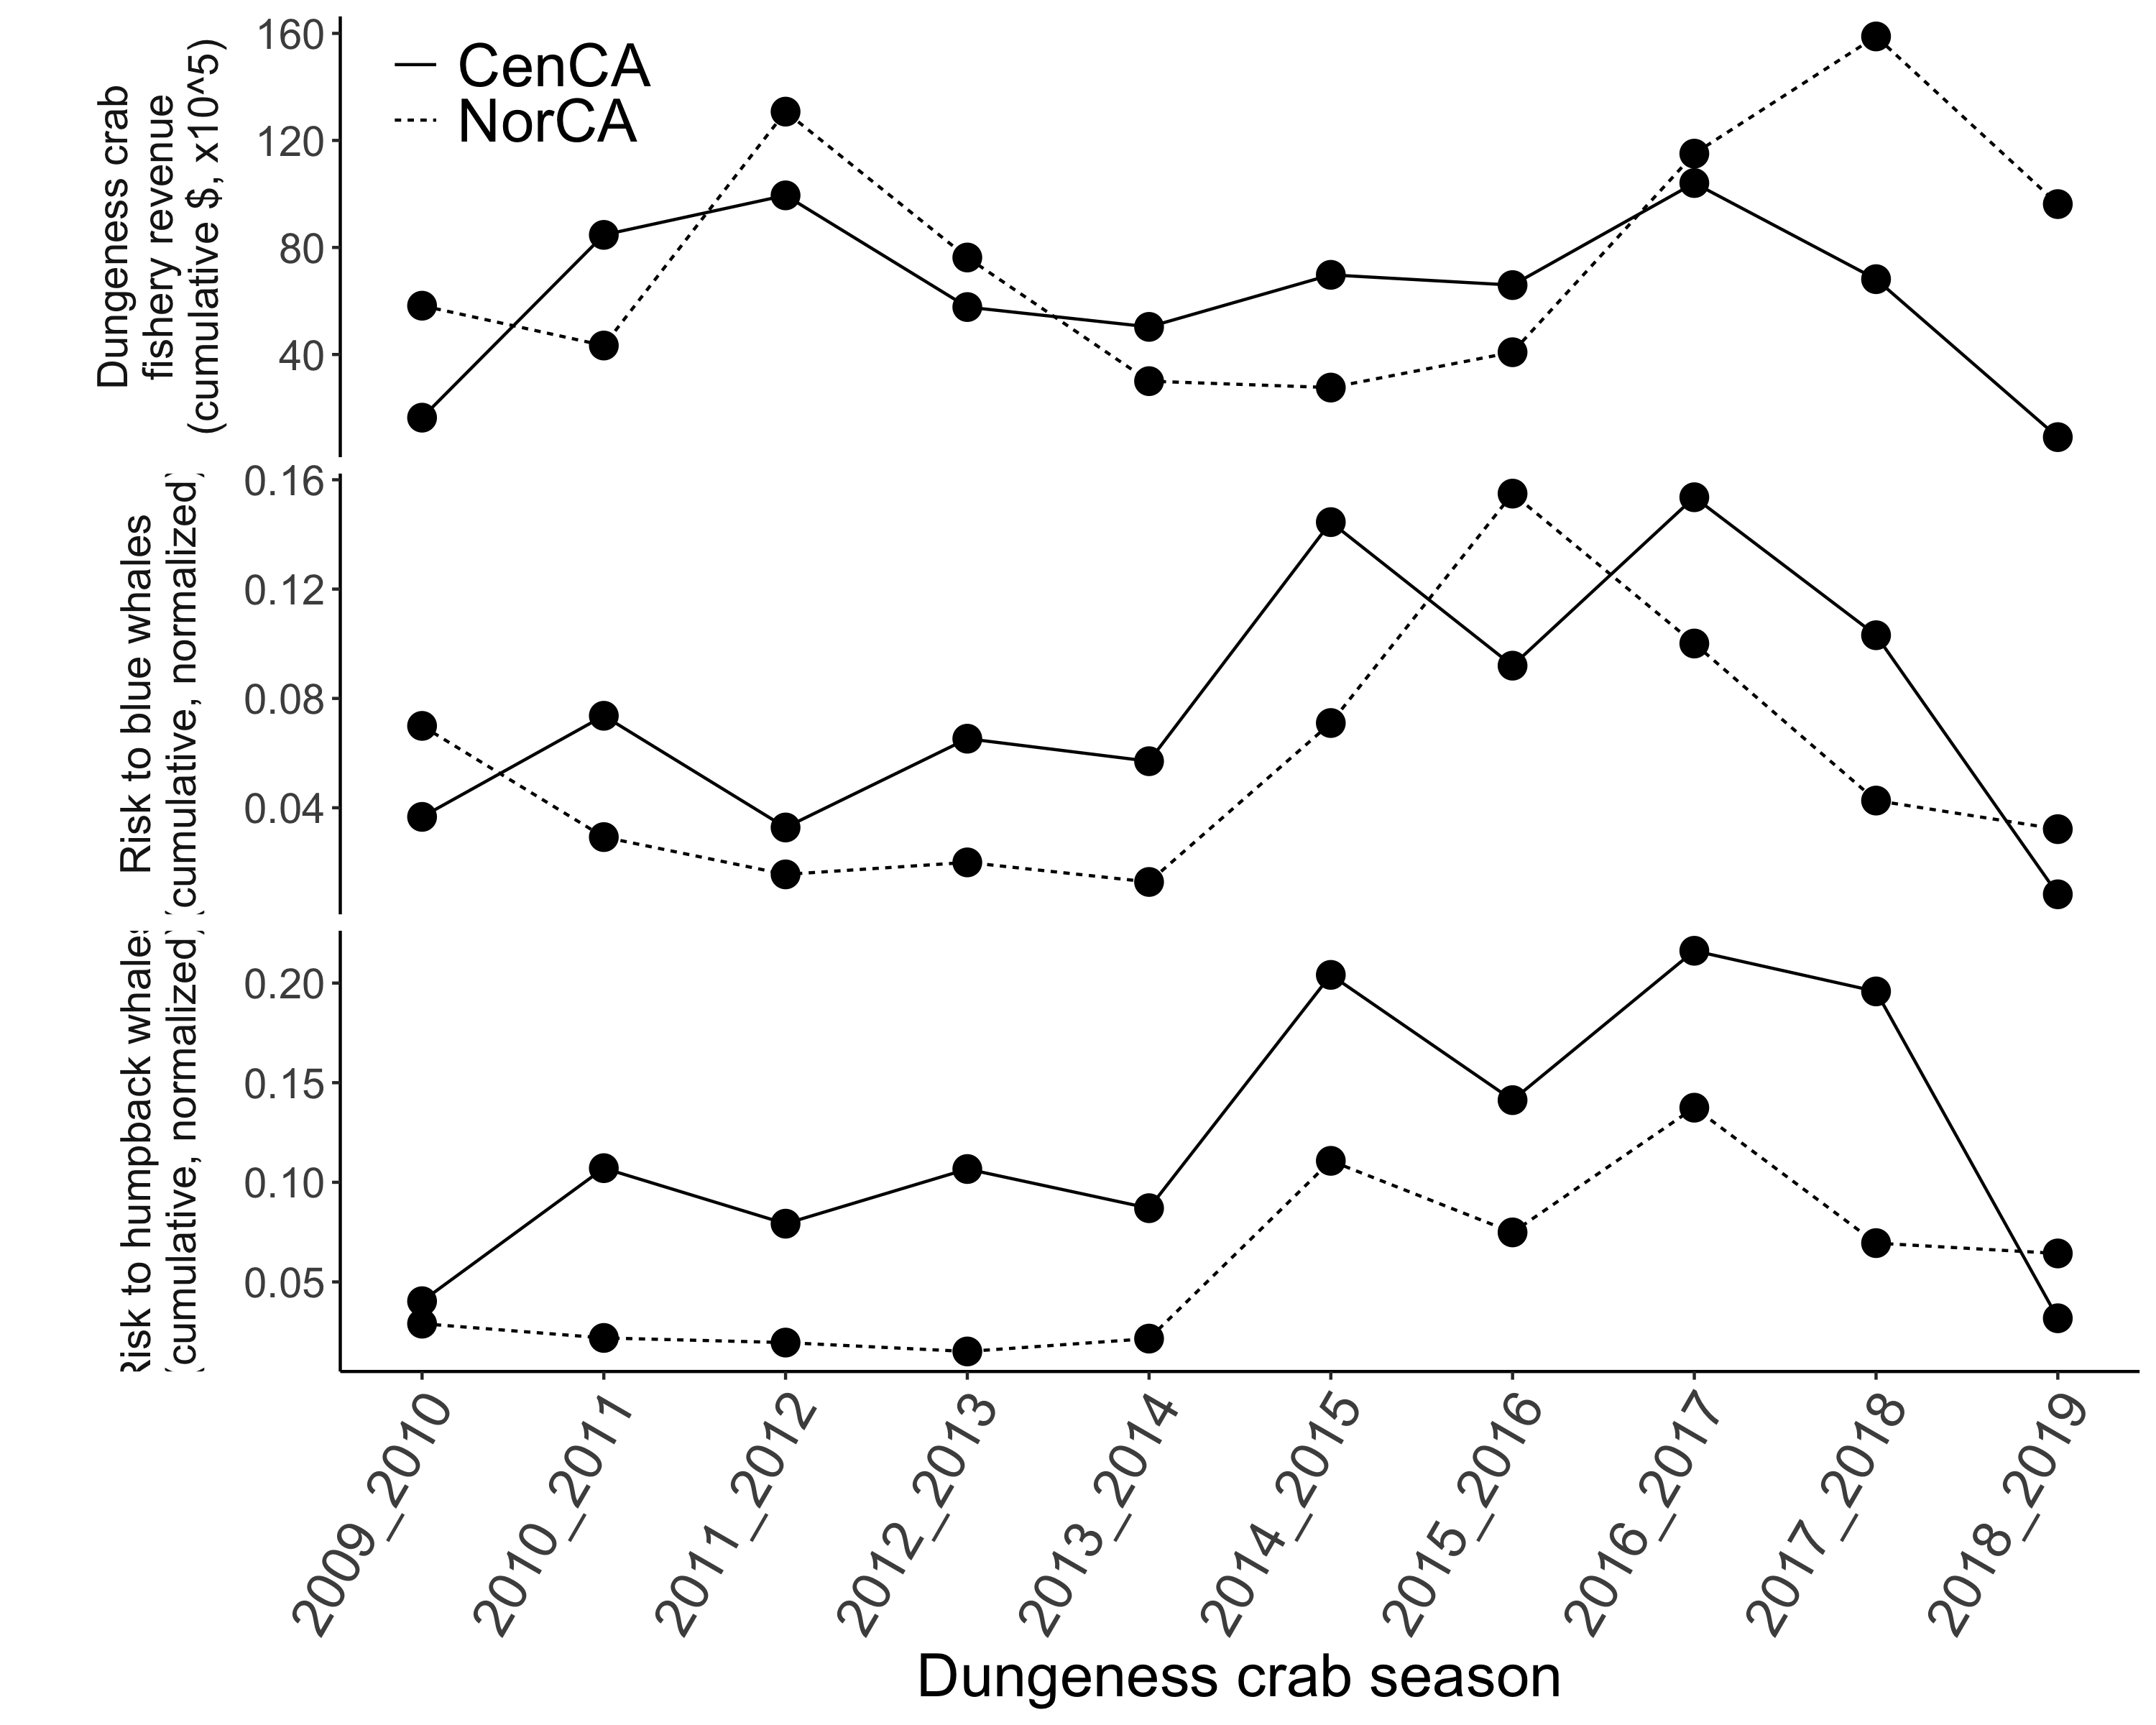 Dungeness crab
fishery revenue
(cumulative $, x10^5)
160
120
80
40
CenCA
NorCA
Risk to blue whales
(cumulative, normalized)
0.16
0.12
0.08
0.04
Risk to humpback whales
(cumulative, normalized)
0.20
0.15
0.10
0.05
2009_2010
2010_2011
2011_2012
2012_2013
2013_2014
2014_2015
2015_2016
2016_2017
2017_2018
2018_2019
Dungeness crab season